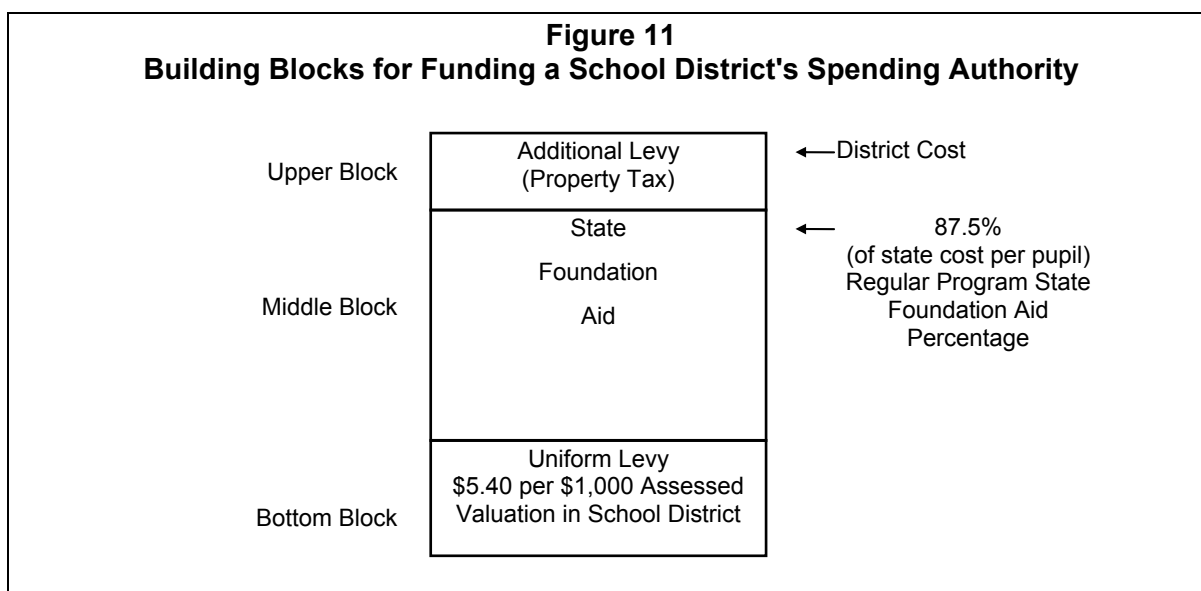 Figure 11
Building Blocks for Funding a School District's Spending Authority
Upper Block
Additional Levy
(Property Tax)
District Cost
Middle Block
State
Foundation
Aid
87.5%
(of state cost per pupil)
Regular Program State
Foundation Aid
Percentage
Bottom Block
Uniform Levy
$5.40 per $1,000 Assessed
Valuation in School District